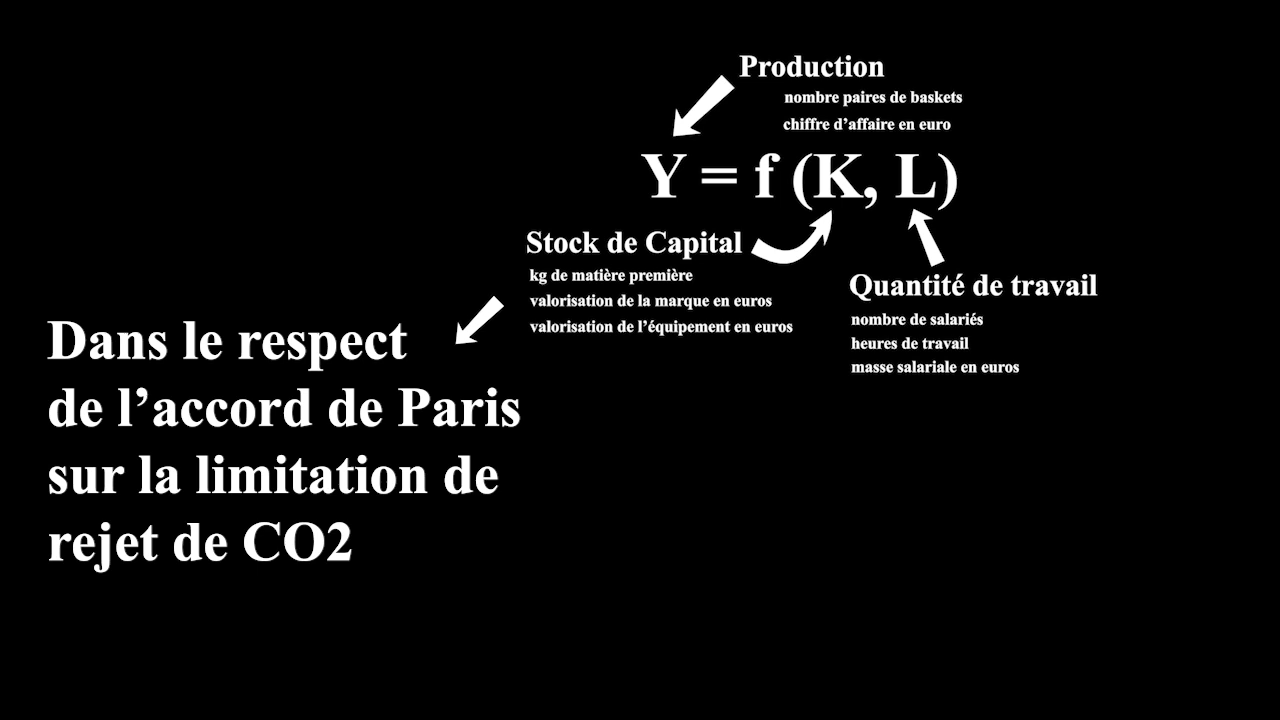 Production
nombre paires de baskets
chiffre d’affaire en euro
Y = f (K, L)
Stock de Capital
kg de matière première
valorisation de la marque en euros
valorisation de l’équipement en euros
Quantité de travail
nombre de salariés
heures de travail
masse salariale en euros
Dans le respect
de l’accord de Paris
sur la limitation de
rejet de CO2